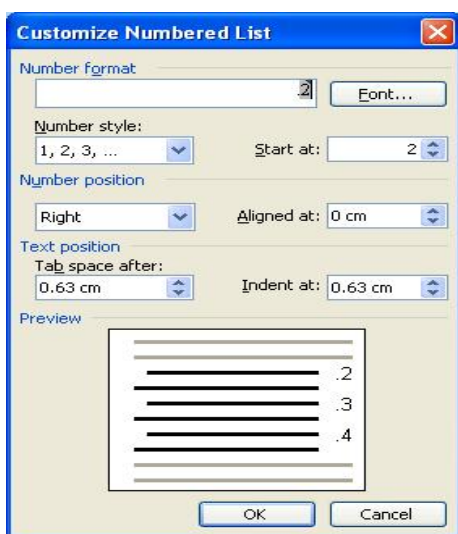 Customize Numbered List
Number format
.2
Font...
Number style:
1, 2, 3, ...
Start at:
2
Number position
Right
Aligned at:
0 cm
Text position
Tab space after:
0.63 cm
Indent at:
0.63 cm
Preview
.2
.3
.4
OK
Cancel